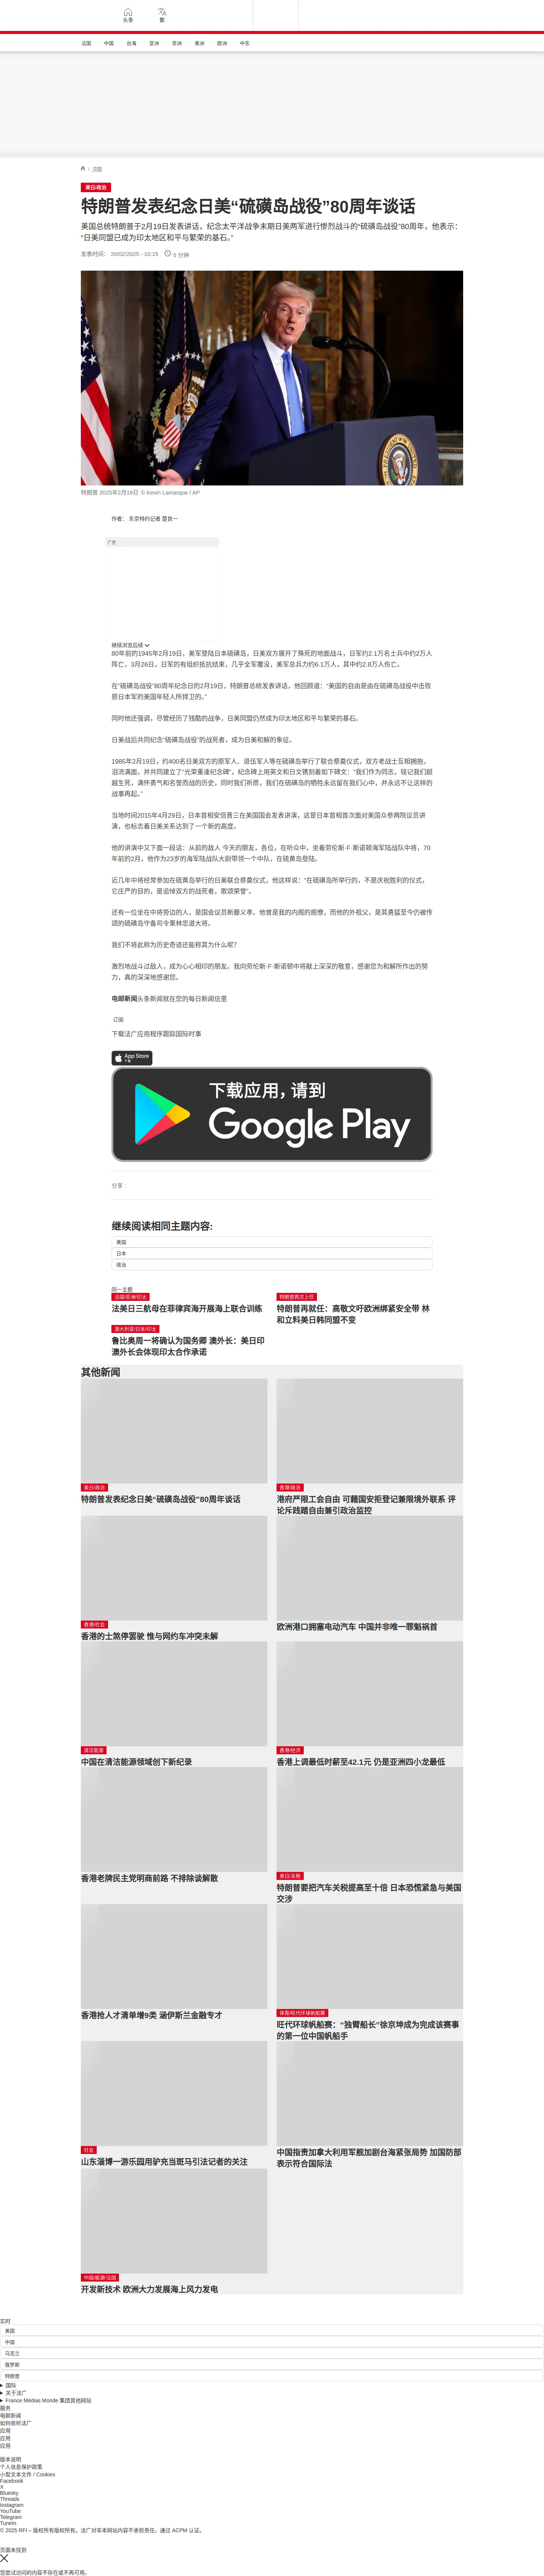 头条
繁
法国
中国
台海
亚洲
非洲
美洲
欧洲
中东
/ 中国
美日/政治
特朗普发表纪念日美“硫磺岛战役”80周年谈话
美国总统特朗普于2月19日发表讲话，纪念太平洋战争末期日美两军进行惨烈战斗的“硫磺岛战役”80周年，他表示：
“日美同盟已成为印太地区和平与繁荣的基石。”
发表时间： 20/02/2025 - 10:15
5 分钟
特朗普 2025年2月19日 © Kevin Lamarque / AP
作者： 东京特约记者 楚良一
广告
继续浏览后续
80年前的1945年2月19日，美军登陆日本硫磺岛，日美双方展开了殊死的地面战斗，日军约2.1万名士兵中约2万人
阵亡，3月26日，日军的有组织抵抗结束，几乎全军覆没，美军总兵力约6.1万人，其中约2.8万人伤亡。
在“硫磺岛战役”80周年纪念日的2月19日，特朗普总统发表讲话，他回顾道：“美国的自由是由在硫磺岛战役中击败
原日本军的美国年轻人所捍卫的。”
同时他还强调，尽管经历了残酷的战争，日美同盟仍然成为印太地区和平与繁荣的基石。
日美战后共同纪念“硫磺岛战役”的战死者，成为日美和解的象征。
1985年2月19日，约400名日美双方的原军人、退伍军人等在硫磺岛举行了联合祭奠仪式，双方老战士互相拥抱，
泪流满面，并共同建立了“光荣重逢纪念碑”，纪念碑上用英文和日文镌刻着如下碑文：“我们作为同志，铭记我们超
越生死，满怀勇气和名誉而战的历史，同时我们祈愿，我们在硫磺岛的牺牲永远留在我们心中，并永远不让这样的
战事再起。”
当地时间2015年4月29日，日本首相安倍晋三在美国国会发表讲演，这是日本首相首次面对美国众参两院议员讲
演，也标志着日美关系达到了一个新的高度。
他的讲演中又下面一段话：从前的敌人 今天的朋友，各位，在听众中，坐着劳伦斯·F·斯诺顿海军陆战队中将，70
年前的2月，他作为23岁的海军陆战队大尉带领一个中队，在硫黄岛登陆。
近几年中将经常参加在硫黄岛举行的日美联合祭奠仪式，他这样说：“在硫磺岛所举行的，不是庆祝胜利的仪式，
它庄严的目的，是追悼双方的战死者，歌颂荣誉”。
还有一位坐在中将旁边的人，是国会议员新藤义孝。他曾是我的内阁的阁僚，而他的外祖父，是其勇猛至今仍被传
颂的硫磺岛守备司令栗林忠道大将。
我们不将此称为历史奇迹还能称其为什么呢?
激烈地战斗过敌人，成为心心相印的朋友。我向劳伦斯·F·斯诺顿中将献上深深的敬意，感谢您为和解所作出的努
力，真的深深地感谢您。
电邮新闻头条新闻就在您的每日新闻信里
订阅
下载法广应用程序跟踪国际时事
App Store
下载
下载应用，请到
Google Play
分享 :
继续阅读相同主题内容:
美国
日本
政治
同一主题
法国/亚洲/印太
法美日三航母在菲律宾海开展海上联合训练
特朗普再次上任
特朗普再就任：高敬文吁欧洲绑紧安全带 林
和立料美日韩同盟不变
澳大利亚/日本/印太
鲁比奥周一将确认为国务卿 澳外长：美日印
澳外长会体现印太合作承诺
其他新闻
美日/政治
特朗普发表纪念日美“硫磺岛战役”80周年谈话
香港/政治
港府严限工会自由 可藉国安拒登记兼限境外联系 评
论斥践踏自由兼引政治监控
香港/社会
香港的士煞停罢驶 惟与网约车冲突未解
欧洲港口拥塞电动汽车 中国并非唯一罪魁祸首
清洁能源
中国在清洁能源领域创下新纪录
香港/经济
香港上调最低时薪至42.1元 仍是亚洲四小龙最低
香港老牌民主党明商前路 不排除谈解散
美日/关税
特朗普要把汽车关税提高至十倍 日本恐慌紧急与美国
交涉
香港抢人才清单增9类 涵伊斯兰金融专才
体育/旺代环球帆船赛
旺代环球帆船赛：“独臂船长”徐京坤成为完成该赛事
的第一位中国帆船手
社会
山东淄博一游乐园用驴充当斑马引法记者的关注
中国指责加拿大利用军舰加剧台海紧张局势 加国防部
表示符合国际法
中国/能源/法国
开发新技术 欧洲大力发展海上风力发电
实时
美国
中国
乌克兰
俄罗斯
特朗普
国际
关于法广
France Médias Monde 集团其他网站
服务
电邮新闻
如何收听法广
应用
应用
应用
版本说明
个人信息保护政策
小型文本文件 / Cookies
Facebook
X
Bluesky
Threads
Instagram
YouTube
Telegram
TuneIn
© 2025 RFI – 版权所有版权所有。法广对非本网站内容不承担责任。通过 ACPM 认证。
页面未找到
您尝试访问的内容不存在或不再可用。